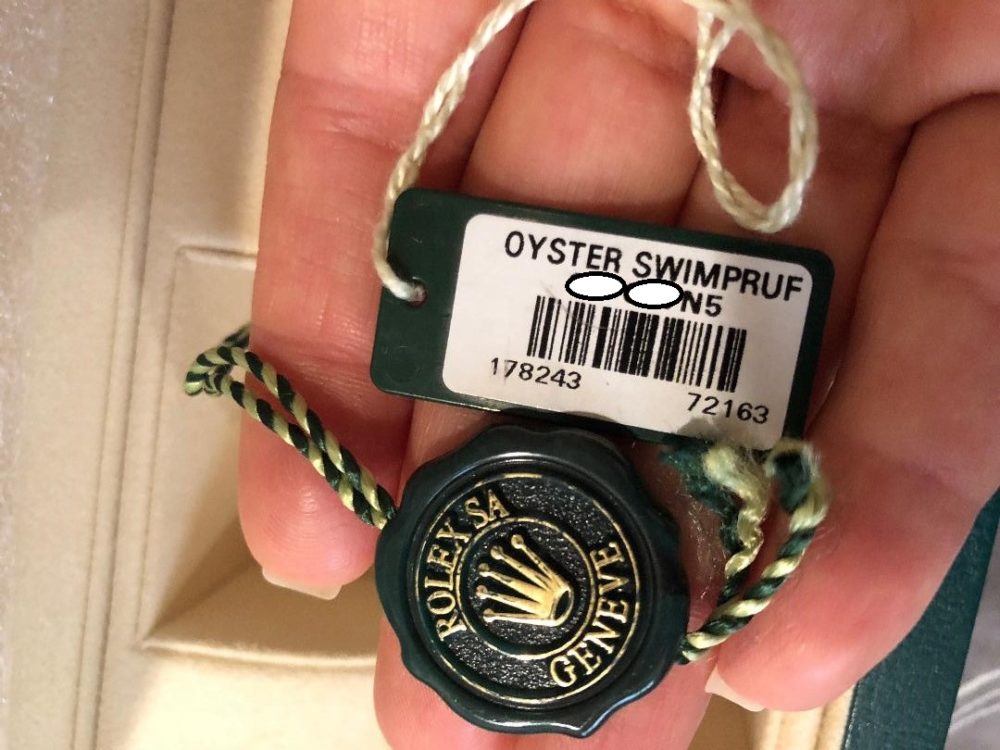 OYSTER SWIMPRUF
N5
178243
72163
ROLEX SA
GENEVE